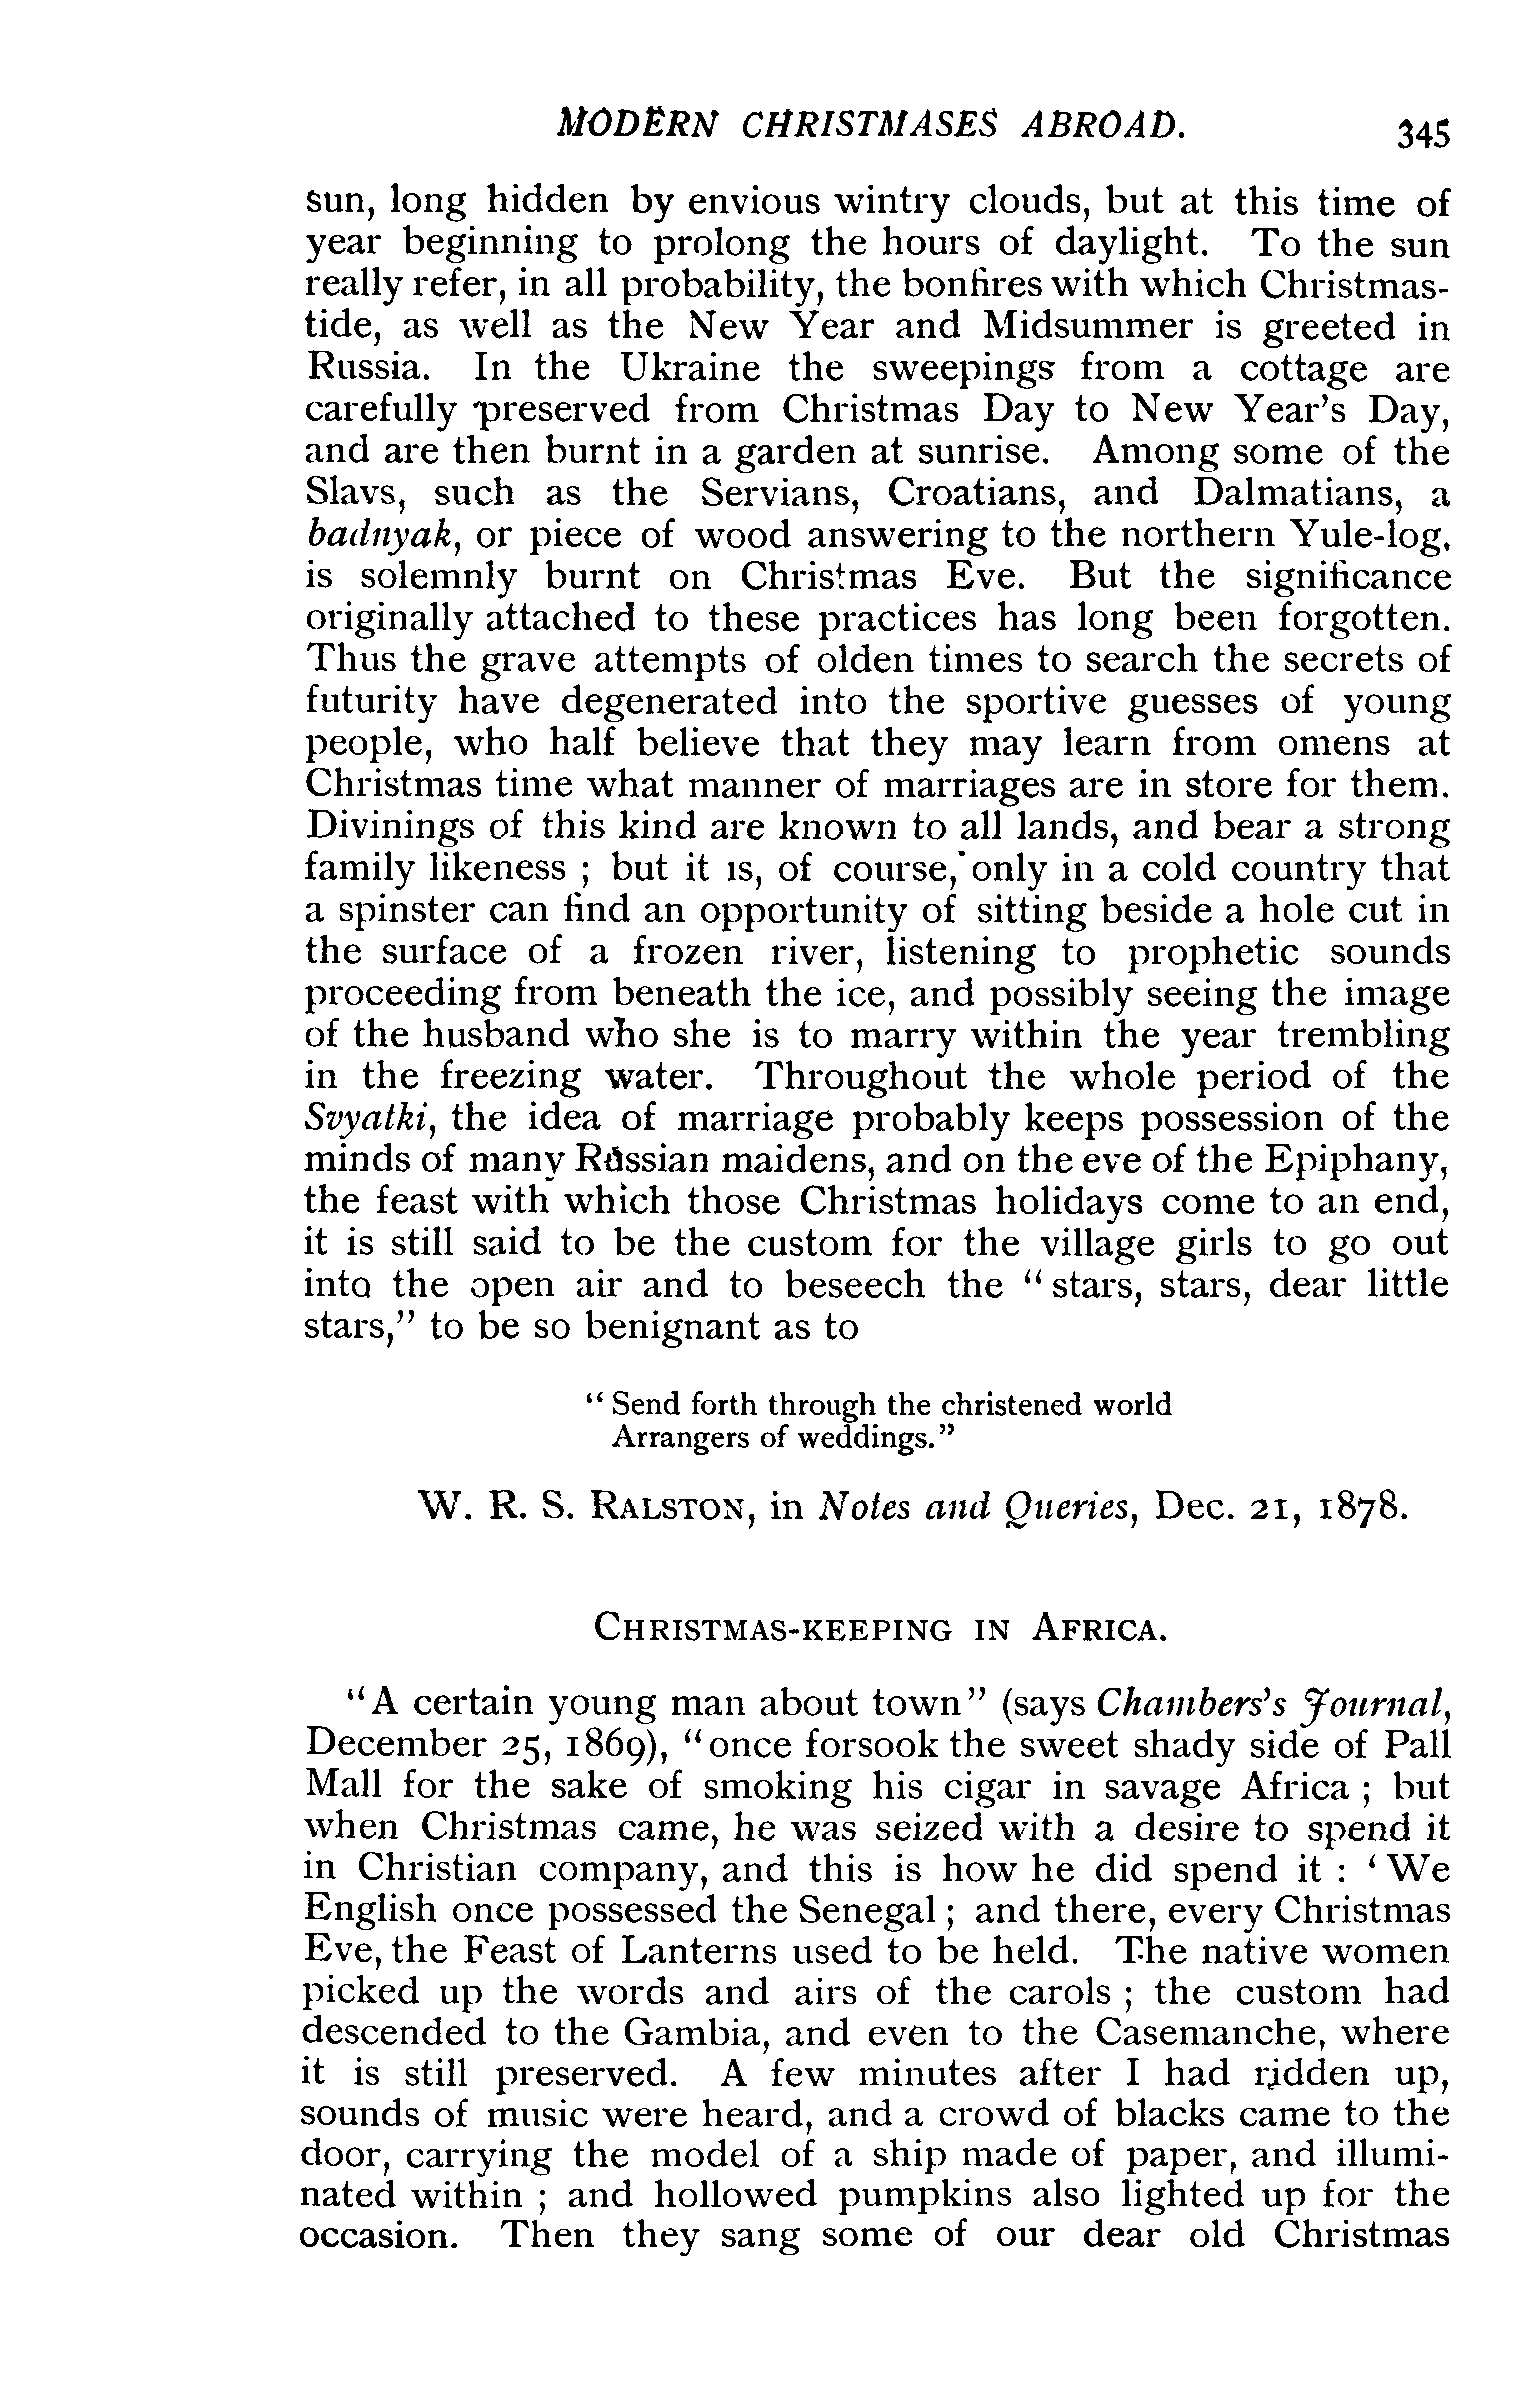 MODERN CHRISTMASES ABROAD. 345
sun, long hidden by envious wintry clouds, but at this time of
year beginning to prolong the hours of daylight. To the sun
really refer, in all probability, the bonfires with which Christmas-
tide, as well as the New Year and Midsummer is greeted in
Russia. In the Ukraine the sweepings from a cottage are
carefully preserved from Christmas Day to New Year's Day,
and are then burnt in a garden at sunrise. Among some of the
Slavs, such as the Servians, Croatians, and Dalmatians, a
badnyak, or piece of wood answering to the northern Yule-log,
is solemnly burnt on Christmas Eve. But the significance
originally attached to these practices has long been forgotten.
Thus the grave attempts of olden times to search the secrets of
futurity have degenerated into the sportive guesses of young
people, who half believe that they may learn from omens at
Christmas time what manner of marriages are in store for them.
Divinings of this kind are known to all lands, and bear a strong
family likeness ; but it is, of course, only in a cold country that
a spinster can find an opportunity of sitting beside a hole cut in
the surface of a frozen river, listening to prophetic sounds
proceeding from beneath the ice, and possibly seeing the image
of the husband who she is to marry within the year trembling
in the freezing water. Throughout the whole period of the
Svyatki, the idea of marriage probably keeps possession of the
minds of many Russian maidens, and on the eve of the Epiphany,
the feast with which those Christmas holidays come to an end,
it is still said to be the custom for the village girls to go out
into the open air and to beseech the "stars, stars, dear little
stars," to be so benignant as to
"Send forth through the christened world
Arrangers of weddings."
W. R. S. RALSTON, in Notes and Queries, Dec. 21, 1878.
CHRISTMAS-KEEPING IN AFRICA.
"A certain young man about town" (says Chambers's Journal,
December 25, 1869), "once forsook the sweet shady side of Pall
Mall for the sake of smoking his cigar in savage Africa ; but
when Christmas came, he was seized with a desire to spend it
in Christian company, and this is how he did spend it : 'We
English once possessed the Senegal ; and there, every Christmas
Eve, the Feast of Lanterns used to be held. The native women
picked up the words and airs of the carols ; the custom had
descended to the Gambia, and even to the Casemanche, where
it is still preserved. A few minutes after I had ridden up,
sounds of music were heard, and a crowd of blacks came to the
door, carrying the model of a ship made of paper, and illumi-
nated within ; and hollowed pumpkins also lighted up for the
occasion. Then they sang some of our dear old Christmas